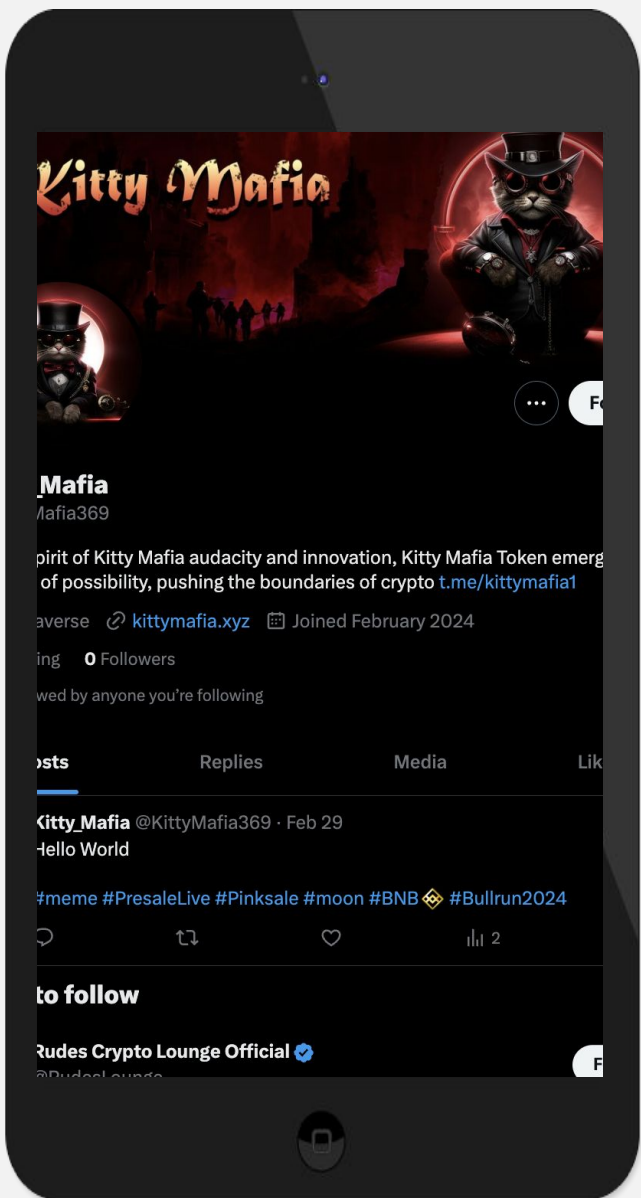 Kitty Mafia
_Mafia
Mafia369
pirit of Kitty Mafia audacity and innovation, Kitty Mafia Token emerg
of possibility, pushing the boundaries of crypto t.me/kittymafia1
averse kittymafia.xyz Joined February 2024
ing 0 Followers
wed by anyone you're following
osts Replies Media Lik
Kitty_Mafia @KittyMafia369 · Feb 29
Hello World
#meme #PresaleLive #Pinksale #moon #BNB #Bullrun2024
2
to follow
Rudes Crypto Lounge Official
@RudesLounge